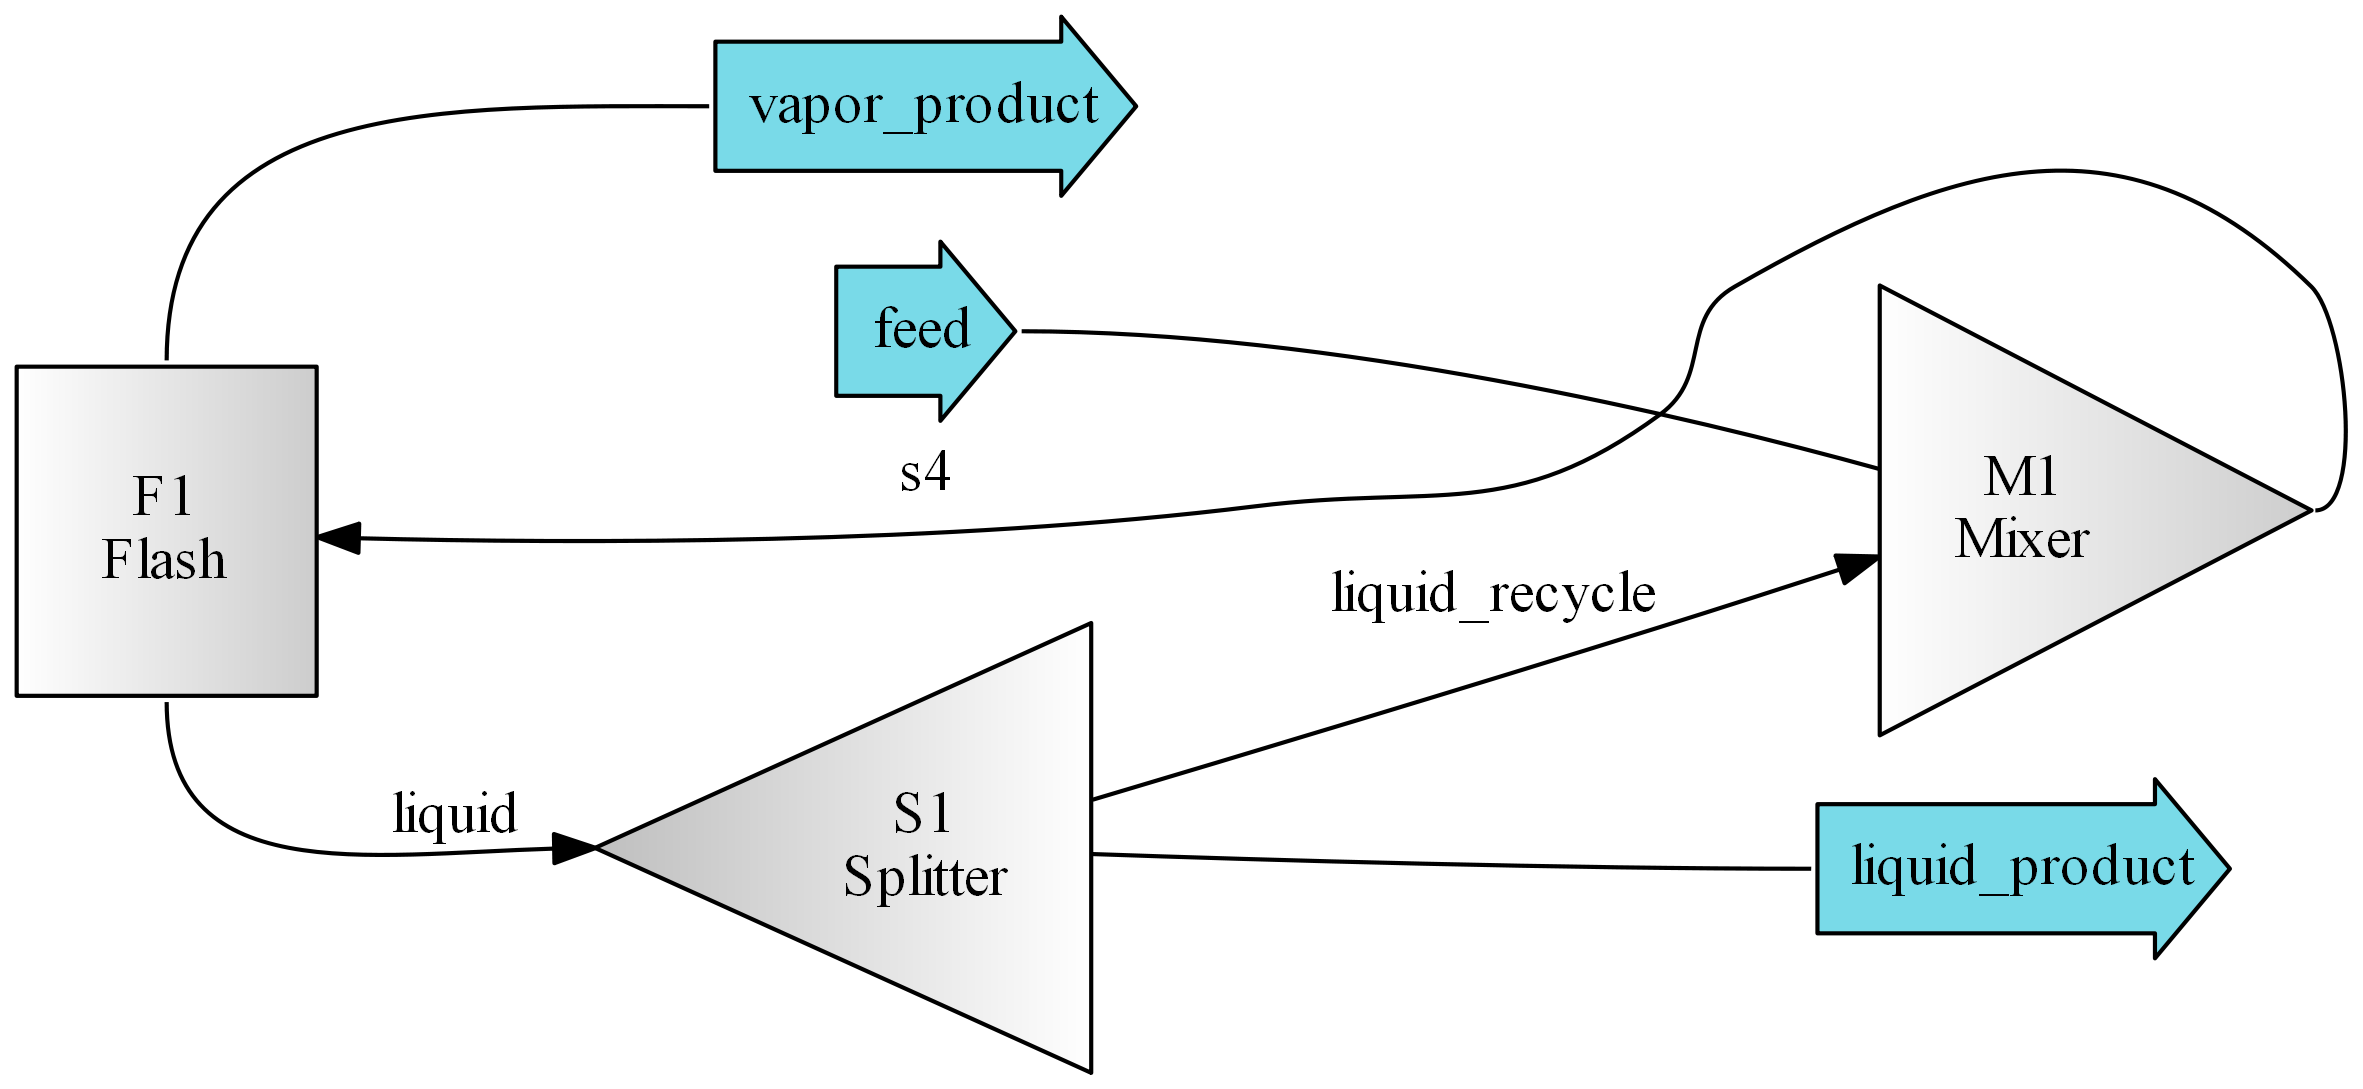 vapor_product
feed
s4
F1
Flash
M1
Mixer
liquid_recycle
liquid
S1
Splitter
liquid_product